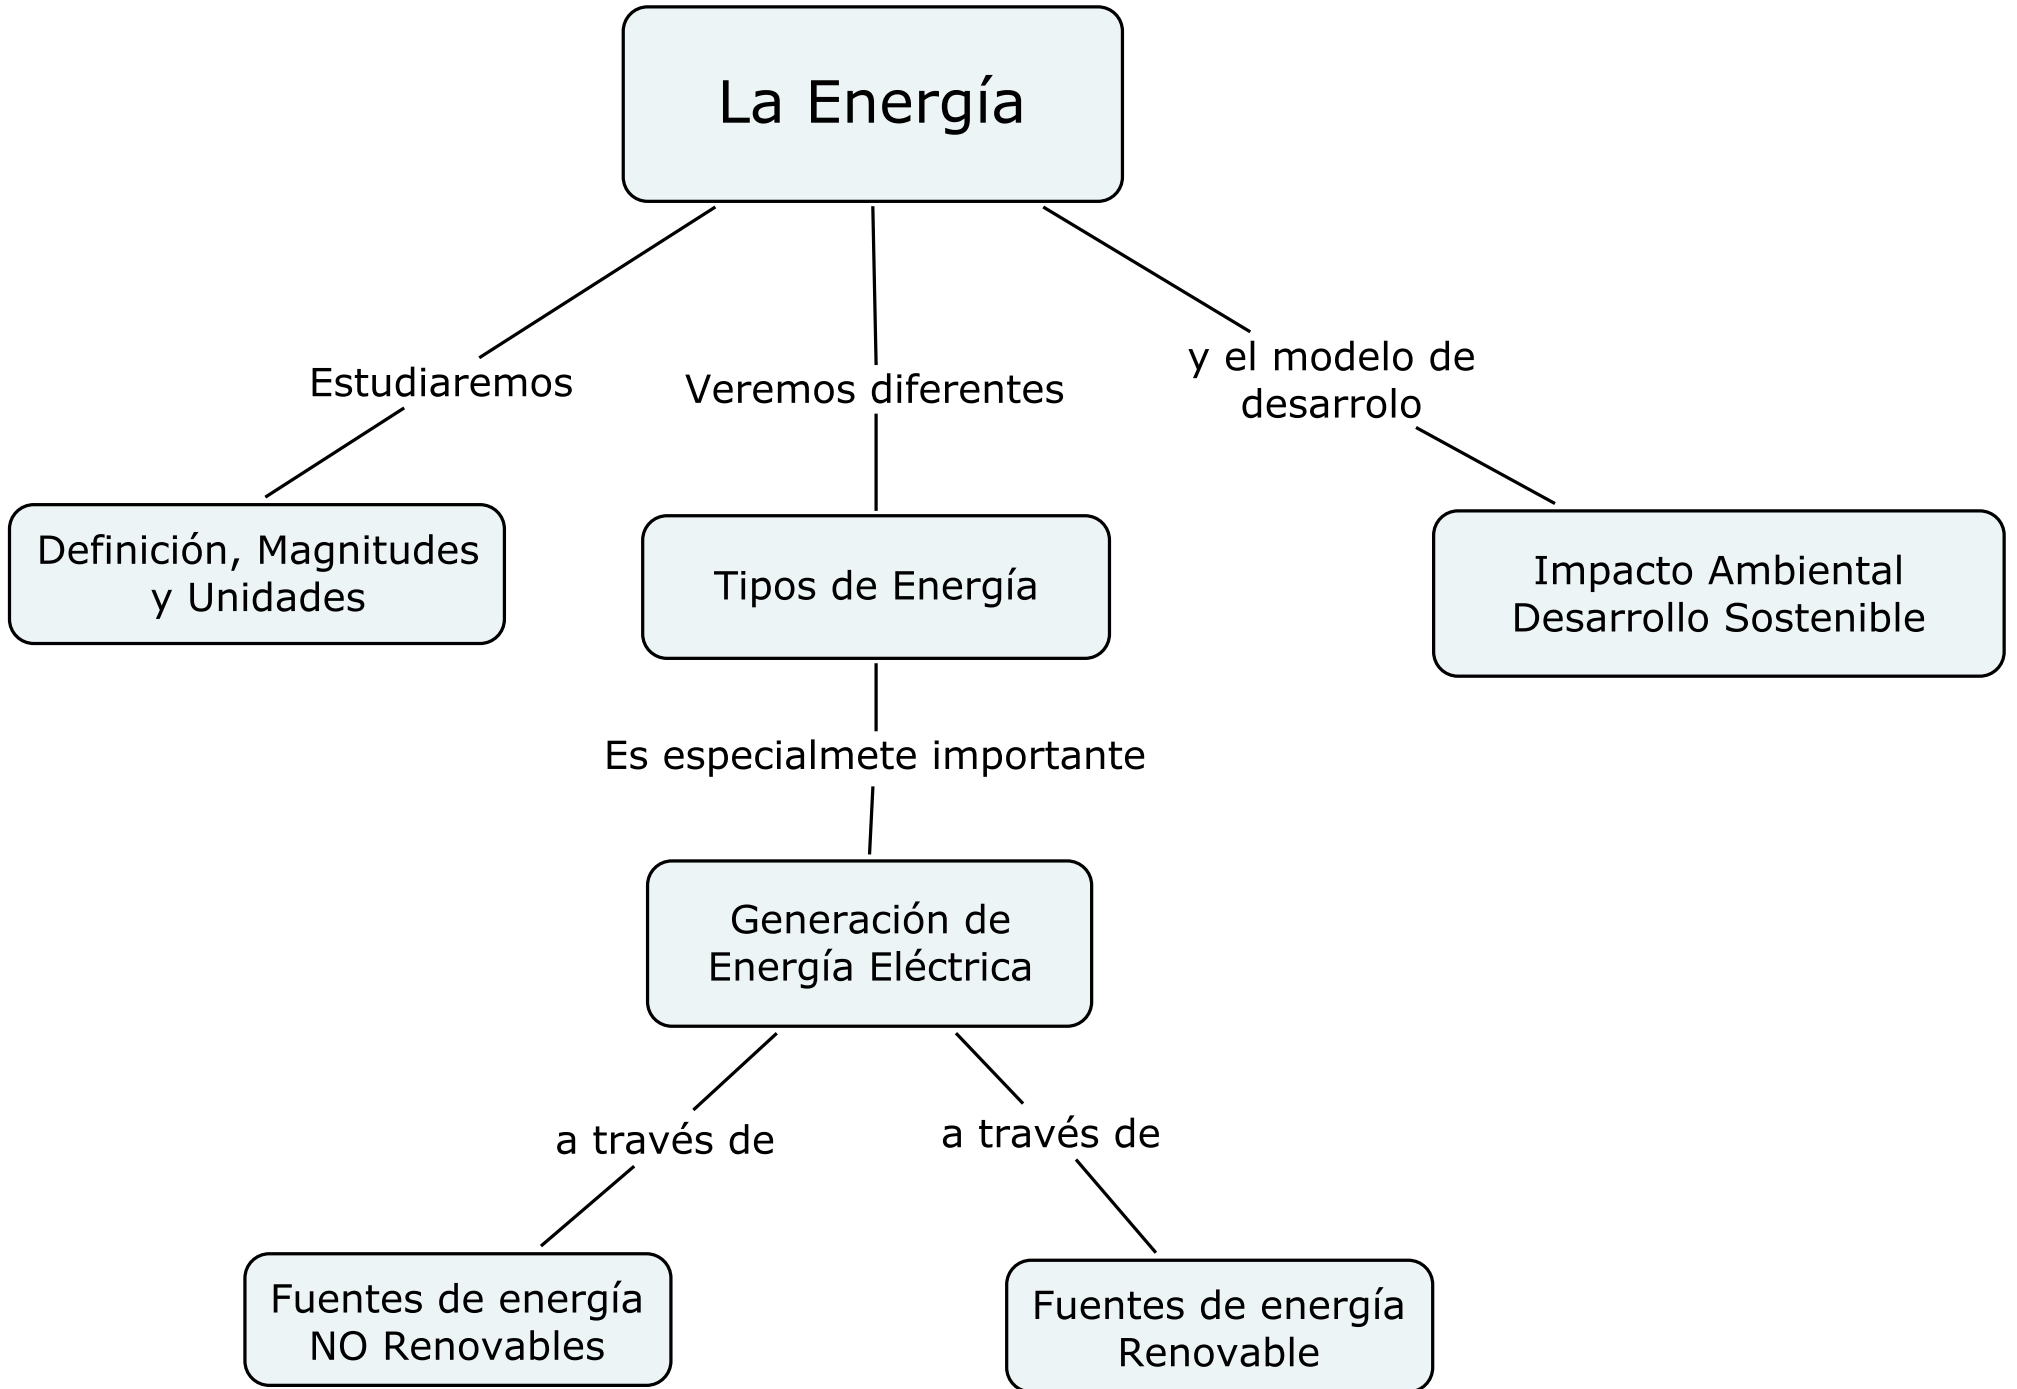 La Energía
Estudiaremos
Veremos diferentes
y el modelo de
desarrolo
Definición, Magnitudes
y Unidades
Tipos de Energía
Impacto Ambiental
Desarrollo Sostenible
Es especialmete importante
Generación de
Energía Eléctrica
a través de
a través de
Fuentes de energía
NO Renovables
Fuentes de energía
Renovable